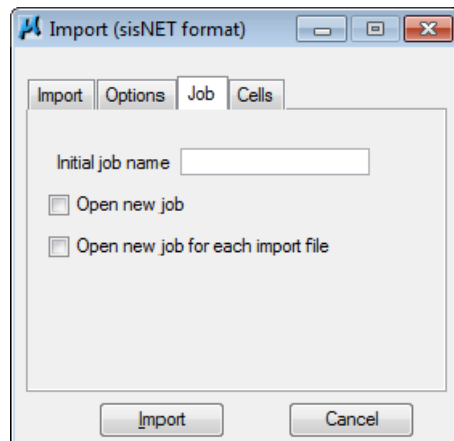 Import (sisNET format)
Import Options Job Cells
Initial job name
Open new job
Open new job for each import file
Import Cancel